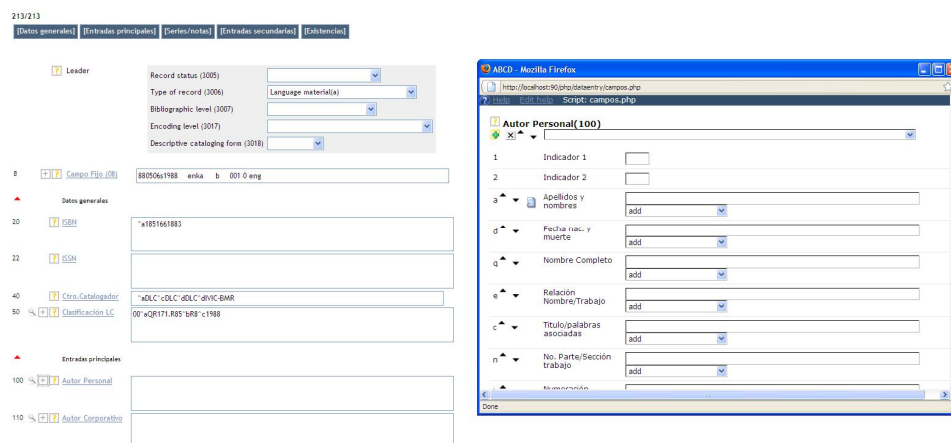 213/213
[Datos generales] [Entradas principales] [Series/notas] [Entradas secundarias] [Existencias]
? Leader
Record status (3005)
Type of record (3006) Language material(a)
Bibliographic level (3007)
Encoding level (3017)
Descriptive cataloging form (3018)
8 + ? Campo Fijo (08) 880506s1988 enka b 001 0 eng
Datos generales
20 ? ISBN ^a1851661883
22 ? ISSN
40 ? Ctro.Catalogador ^aDLC^cDLC^dDLC^dIVIC-BMR
50 + ? Clasificación LC 00^aQR171.R85^bR8^c1988
Entradas principales
100 + ? Autor Personal
110 + ? Autor Corporativo
ABCD - Mozilla Firefox
http://localhost:90/php/dataentry/campos.php
? Help Edit help Script: campos.php
? Autor Personal(100)
1 Indicador 1
2 Indicador 2
a Apellidos y
nombres
add
d Fecha nac. y
muerte
add
q Nombre Completo
add
e Relación
Nombre/Trabajo
add
c Titulo/palabras
asociadas
add
n No. Parte/Sección
trabajo
add
Numeración
Done